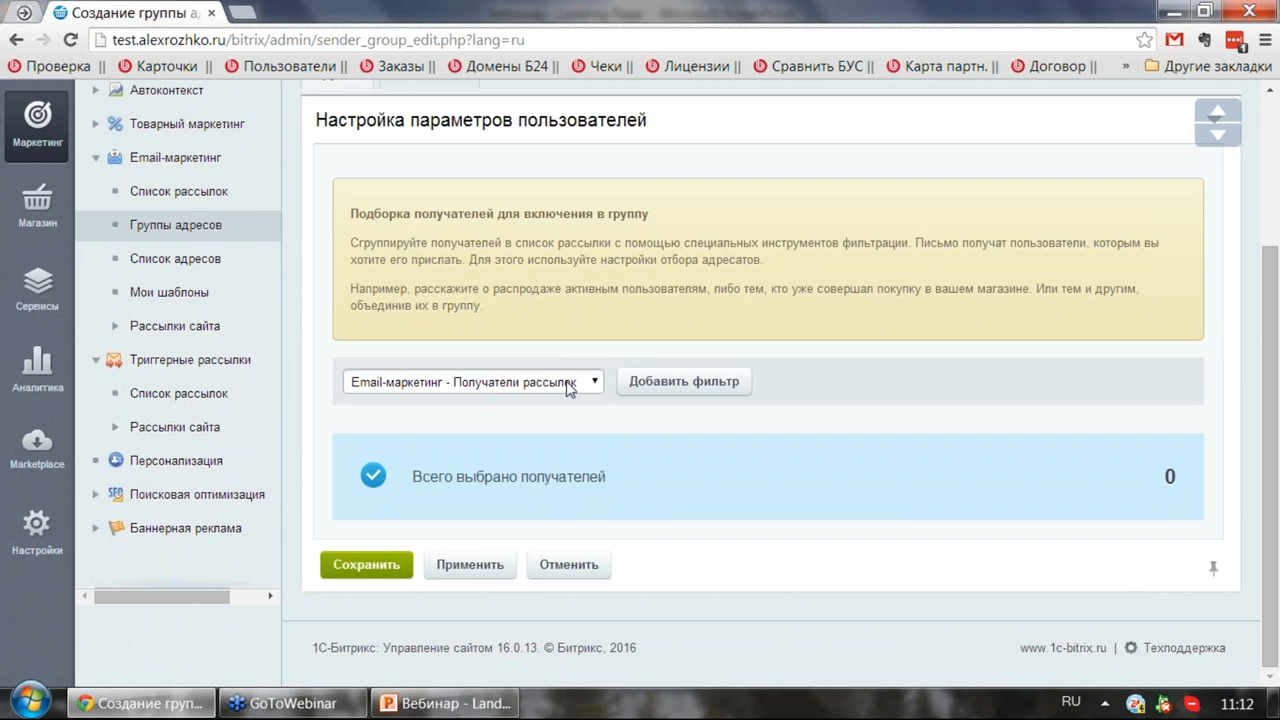 Создание группы ад
test.alexrozhko.ru/bitrix/admin/sender_group_edit.php?lang=ru
Проверка || Карточки || Пользователи || Заказы || Домены Б24 || Чеки || Лицензии || Сравнить БУС || Карта партн. || Договор || » Другие закладки
Маркетинг
Магазин
Сервисы
Аналитика
Marketplace
Настройки
Автоконтекст
Товарный маркетинг
Email-маркетинг
Список рассылок
Группы адресов
Список адресов
Мои шаблоны
Рассылки сайта
Триггерные рассылки
Список рассылок
Рассылки сайта
Персонализация
Поисковая оптимизация
Баннерная реклама
Настройка параметров пользователей
Подборка получателей для включения в группу
Сгруппируйте получателей в список рассылки с помощью специальных инструментов фильтрации. Письмо получат пользователи, которым вы
хотите его прислать. Для этого используйте настройки отбора адресатов.
Например, расскажите о распродаже активным пользователям, либо тем, кто уже совершал покупку в вашем магазине. Или тем и другим,
объединив их в группу.
Email-маркетинг - Получатели рассылок Добавить фильтр
Всего выбрано получателей 0
Сохранить Применить Отменить
1С-Битрикс: Управление сайтом 16.0.13. © Битрикс, 2016 www.1c-bitrix.ru | Техподдержка
Создание груп... GoToWebinar Вебинар - Land... RU 11:12